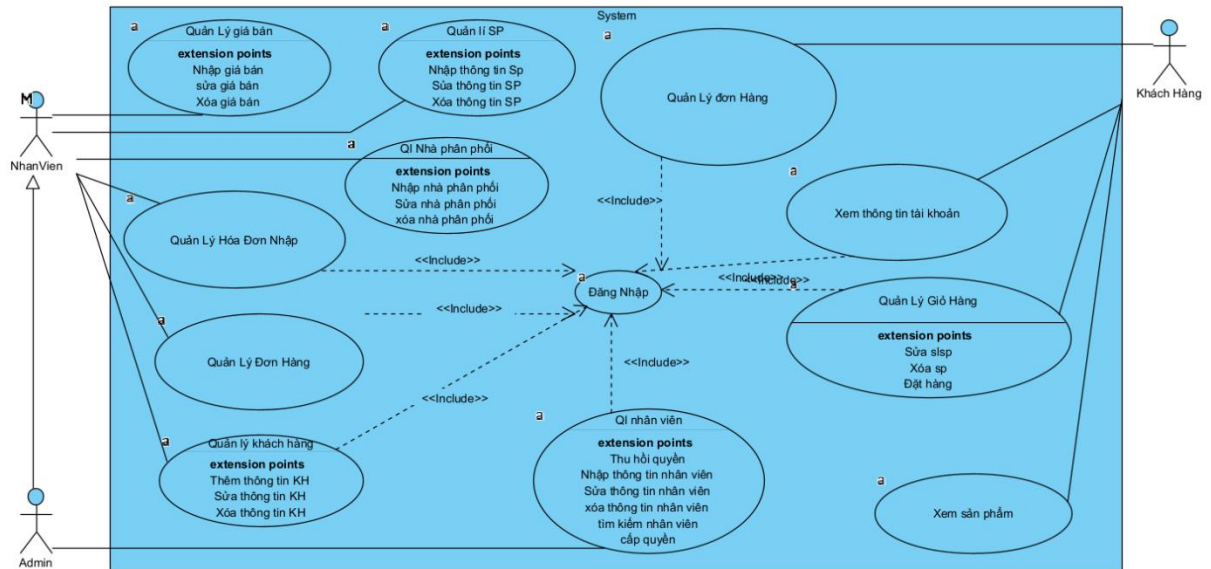 System
a
Quản Lý giá bán
extension points
Nhập giá bán
sửa giá bán
Xóa giá bán
a
Quản lí SP
extension points
Nhập thông tin Sp
Sủa thông tin SP
Xóa thông tin SP
a
Quản Lý đơn Hàng
Khách Hàng
M
NhanVien
a
Ql Nhà phân phối
extension points
Nhập nhà phân phối
Sửa nhà phân phối
xóa nhà phân phối
a
Quản Lý Hóa Đơn Nhập
<<Include>>
<<Include>>
a
Xem thông tin tài khoản
a
Đăng Nhập
<<Include>>
<<Include>>
a
Quản Lý Giỏ Hàng
extension points
Sửa slsp
Xóa sp
Đặt hàng
a
Quản Lý Đơn Hàng
<<Include>>
<<Include>>
<<Include>>
a
Quản lý khách hàng
extension points
Thêm thông tin KH
Sửa thông tin KH
Xóa thông tin KH
a
Ql nhân viên
extension points
Thu hồi quyền
Nhập thông tin nhân viên
Sửa thông tin nhân viên
xóa thông tin nhân viên
tìm kiếm nhân viên
cấp quyền
a
Xem sản phẩm
Admin